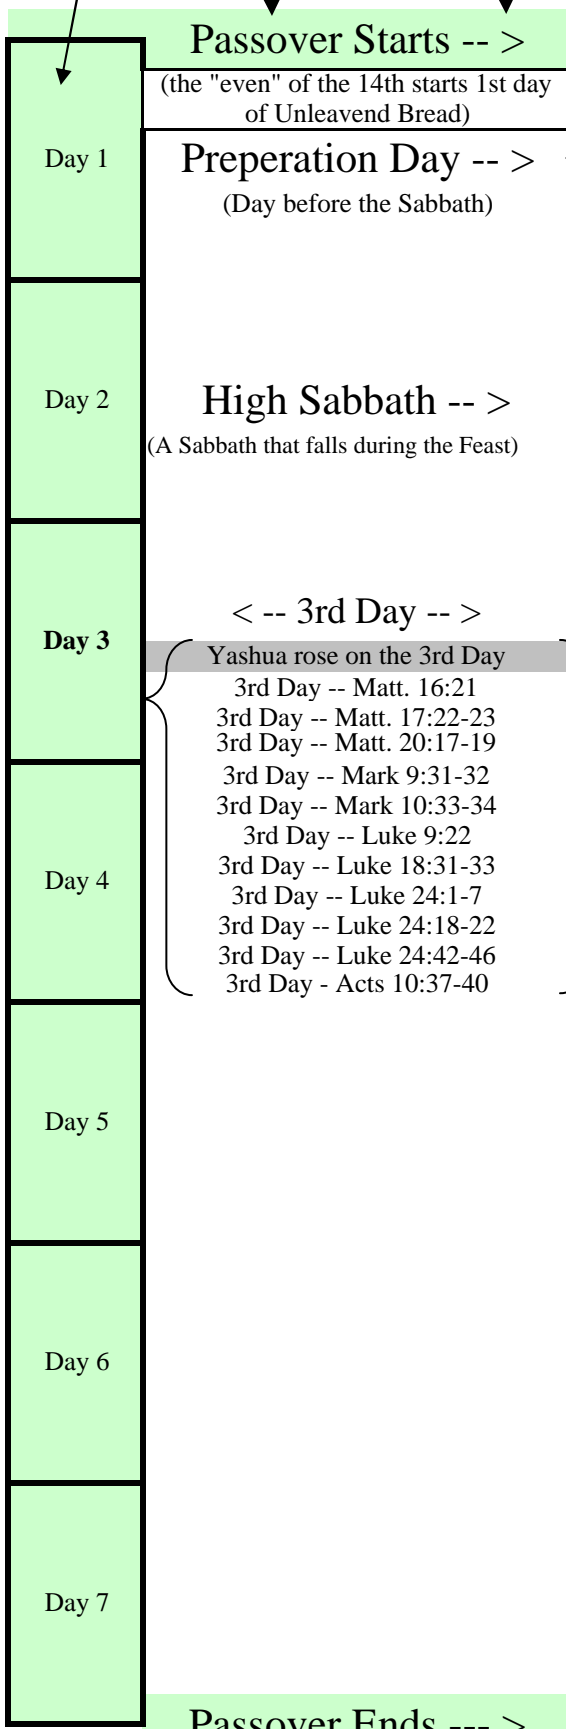 Passover Starts -- >
(the "even" of the 14th starts 1st day
of Unleavend Bread)
Day 1
Preperation Day -- >
(Day before the Sabbath)
Day 2
High Sabbath -- >
(A Sabbath that falls during the Feast)
< -- 3rd Day -- >
Day 3
Yashua rose on the 3rd Day
3rd Day -- Matt. 16:21
3rd Day -- Matt. 17:22-23
3rd Day -- Matt. 20:17-19
3rd Day -- Mark 9:31-32
3rd Day -- Mark 10:33-34
3rd Day -- Luke 9:22
3rd Day -- Luke 18:31-33
Day 4
3rd Day -- Luke 24:1-7
3rd Day -- Luke 24:18-22
3rd Day -- Luke 24:42-46
3rd Day - Acts 10:37-40
Day 5
Day 6
Day 7
Passover Ends --- >